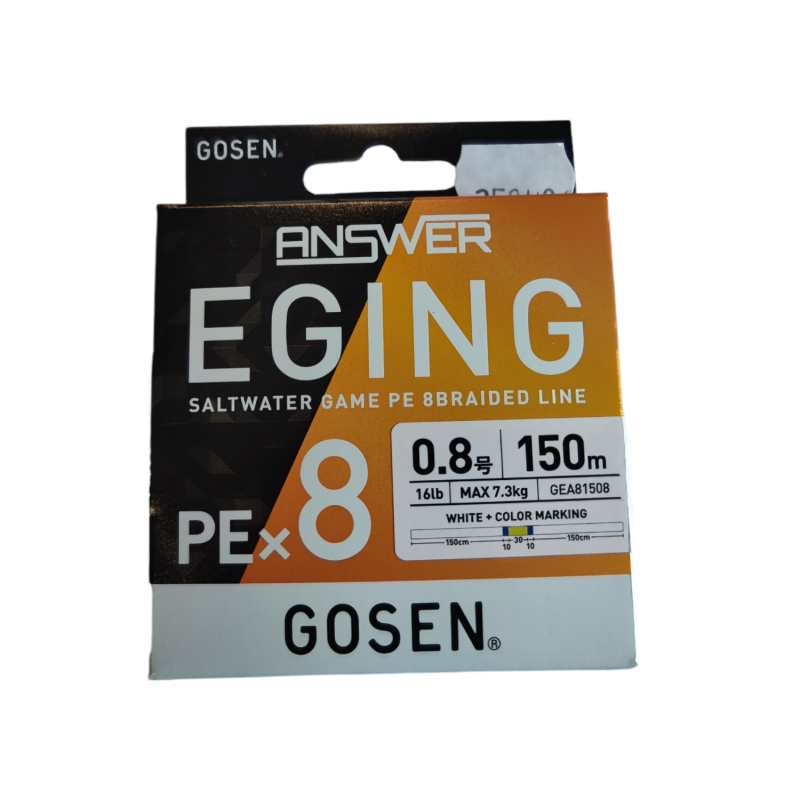 GOSEN®
ANSWER
EGING
SALTWATER GAME PE 8BRAIDED LINE
PE×8
0.8号 150m
16lb MAX 7.3kg GEA81508
WHITE + COLOR MARKING
150cm 10 30 10 150cm
GOSEN®